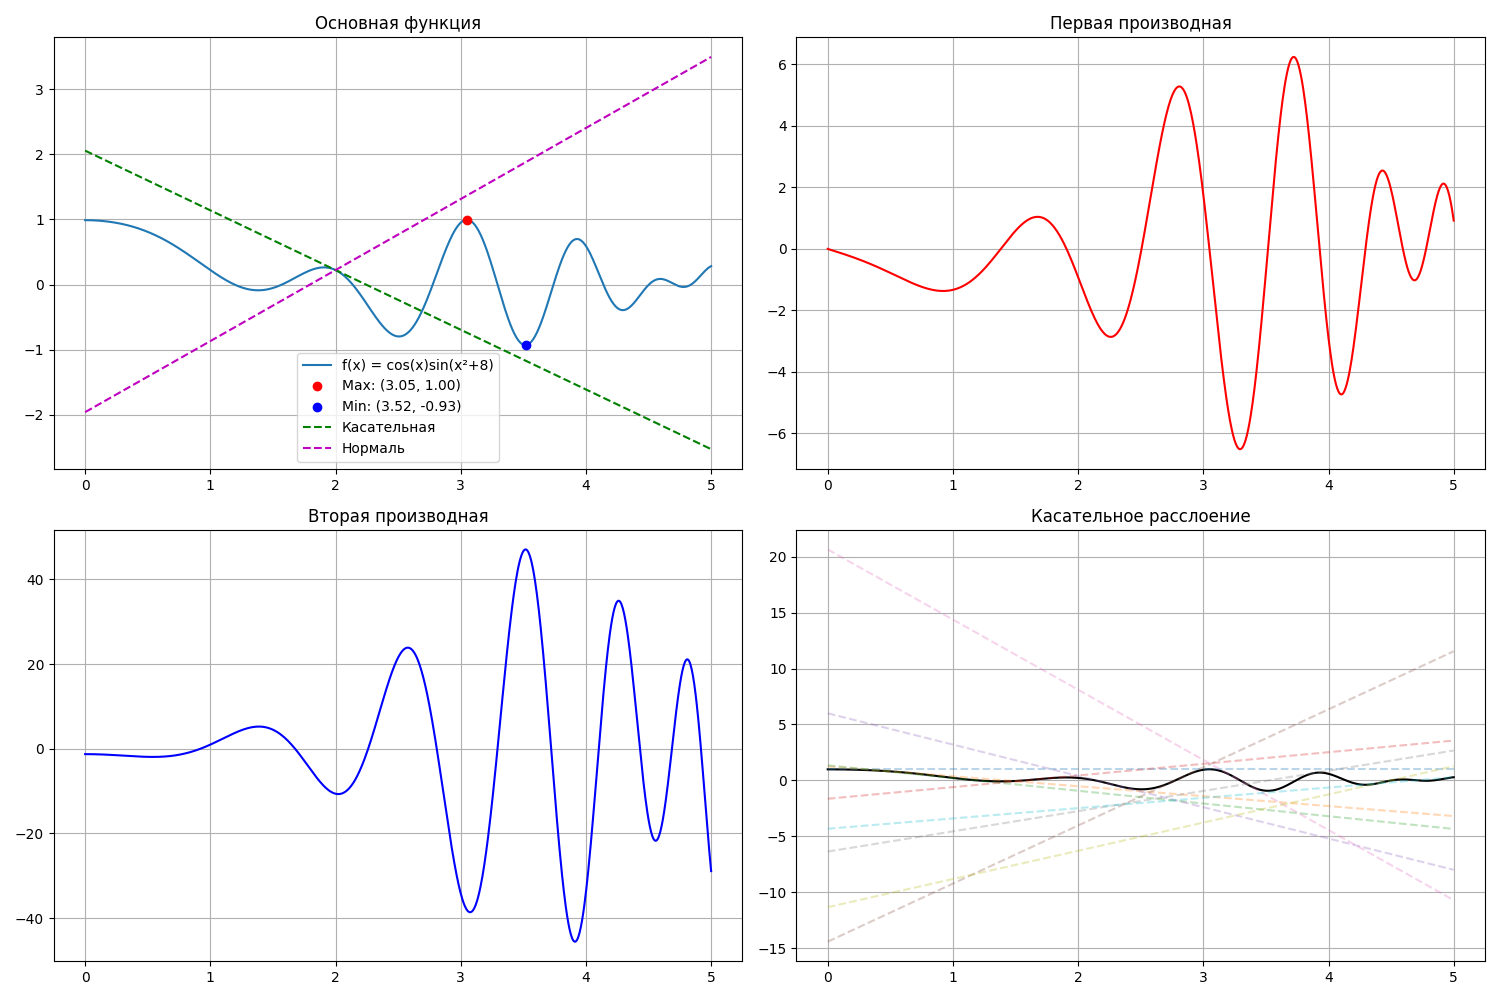 Основная функция
3
2
1
0
−1
−2
0 1 2 3 4 5
f(x) = cos(x)sin(x²+8)
Max: (3.05, 1.00)
Min: (3.52, -0.93)
Касательная
Нормаль
Первая производная
6
4
2
0
−2
−4
−6
0 1 2 3 4 5
Вторая производная
40
20
0
−20
−40
0 1 2 3 4 5
Касательное расслоение
20
15
10
5
0
−5
−10
−15
0 1 2 3 4 5